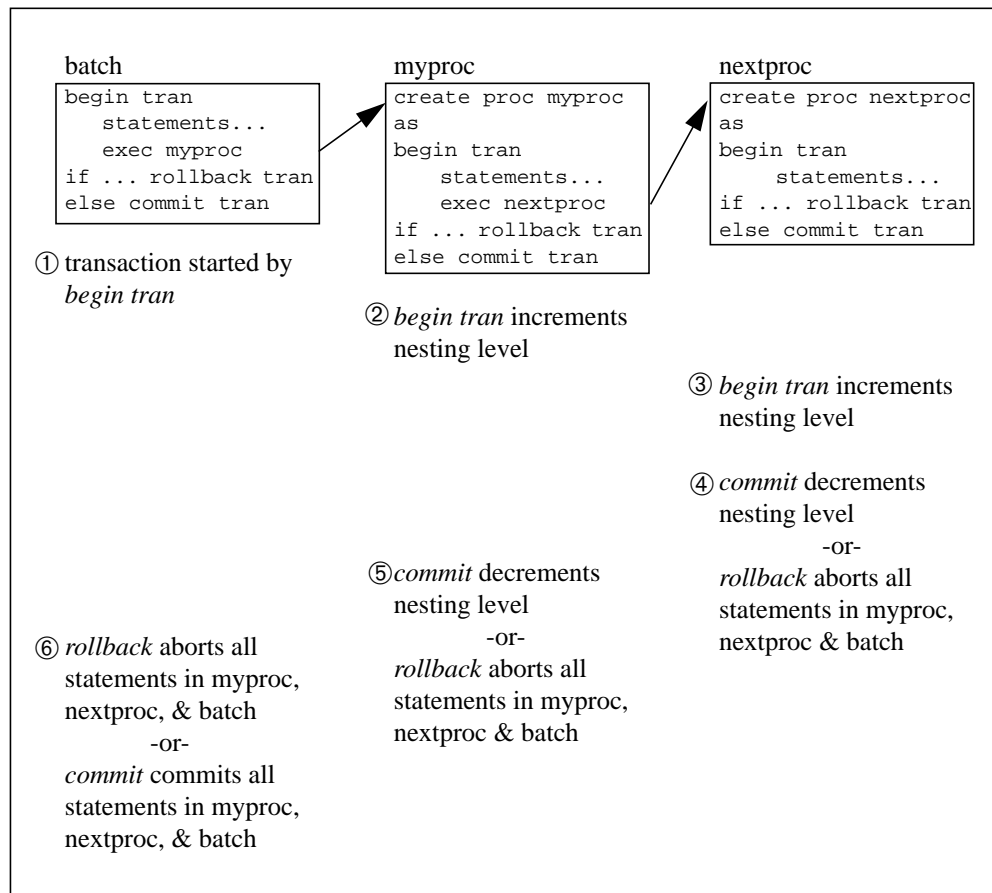 batch
begin tran
statements...
exec myproc
if ... rollback tran
else commit tran
myproc
create proc myproc
as
begin tran
statements...
exec nextproc
if ... rollback tran
else commit tran
nextproc
create proc nextproc
as
begin tran
statements...
if ... rollback tran
else commit tran
① transaction started by
begin tran
② begin tran increments
nesting level
③ begin tran increments
nesting level
④ commit decrements
nesting level
-or-
rollback aborts all
statements in myproc,
nextproc & batch
⑤ commit decrements
nesting level
-or-
rollback aborts all
statements in myproc,
nextproc & batch
⑥ rollback aborts all
statements in myproc,
nextproc, & batch
-or-
commit commits all
statements in myproc,
nextproc, & batch